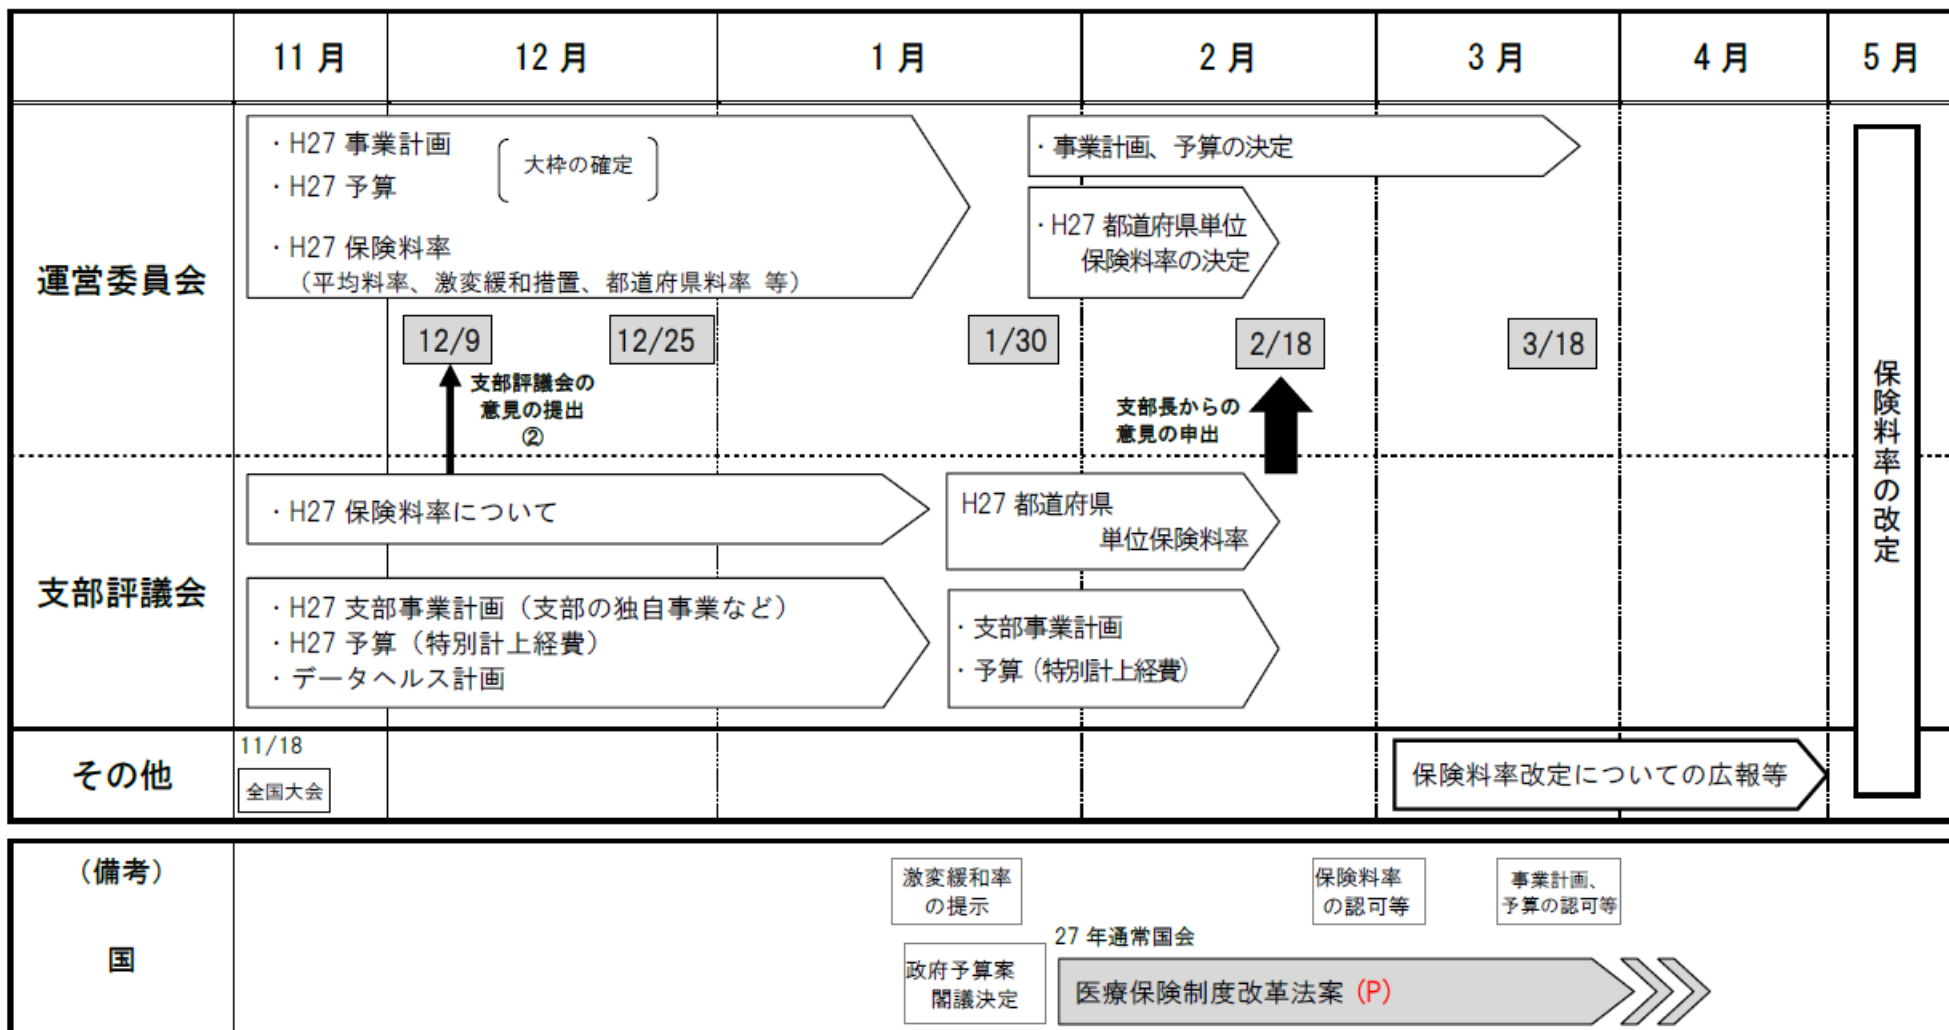 11 月
12 月
1 月
2 月
3 月
4 月
5 月
運営委員会
・H27 事業計画
・H27 予算
大枠の確定
・H27 保険料率
（平均料率、激変緩和措置、都道府県料率 等）
・事業計画、予算の決定
・H27 都道府県単位
保険料率の決定
12/9
12/25
1/30
2/18
3/18
支部評議会の
意見の提出
②
支部長からの
意見の申出
保険料率の改定
支部評議会
・H27 保険料率について
H27 都道府県
単位保険料率
・H27 支部事業計画（支部の独自事業など）
・H27 予算（特別計上経費）
・データヘルス計画
・支部事業計画
・予算（特別計上経費）
その他
11/18
全国大会
保険料率改定についての広報等
（備考）
国
激変緩和率
の提示
保険料率
の認可等
事業計画、
予算の認可等
政府予算案
閣議決定
27 年通常国会
医療保険制度改革法案（P）